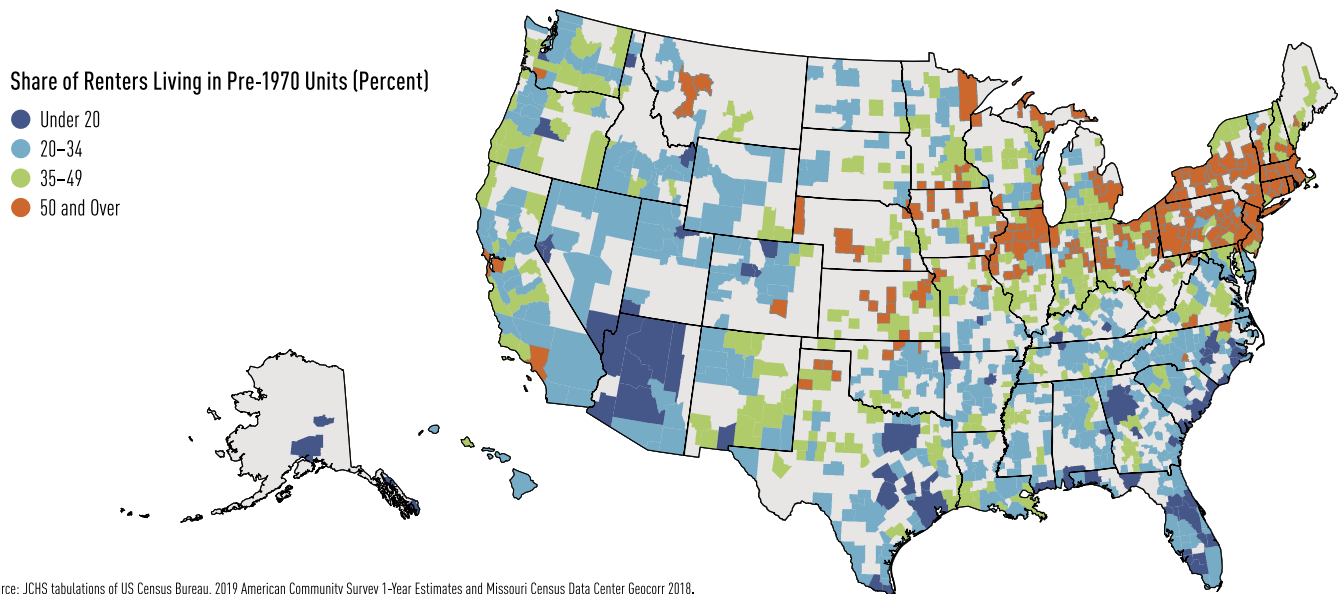 Share of Renters Living in Pre-1970 Units (Percent)
Under 20
20–34
35–49
50 and Over
rce: JCHS tabulations of US Census Bureau, 2019 American Community Survey 1-Year Estimates and Missouri Census Data Center Geocorr 2018.